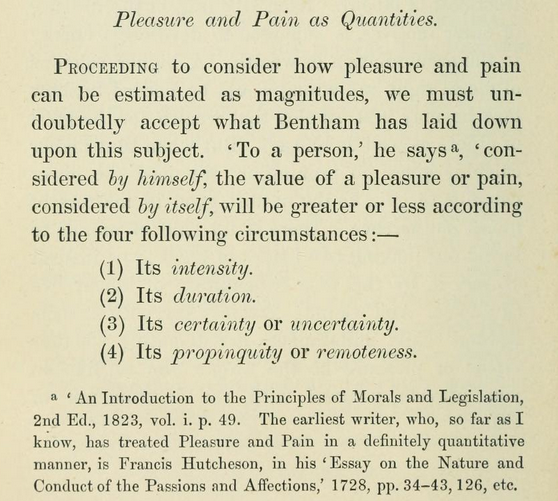 Pleasure and Pain as Quantities.
PROCEEDING to consider how pleasure and pain
can be estimated as magnitudes, we must un-
doubtedly accept what Bentham has laid down
upon this subject. ‘To a person,’ he says a, ‘con-
sidered by himself, the value of a pleasure or pain,
considered by itself, will be greater or less according
to the four following circumstances:—
(1) Its intensity.
(2) Its duration.
(3) Its certainty or uncertainty.
(4) Its propinquity or remoteness.
a ‘ An Introduction to the Principles of Morals and Legislation,
2nd Ed., 1823, vol. i. p. 49. The earliest writer, who, so far as I
know, has treated Pleasure and Pain in a definitely quantitative
manner, is Francis Hutcheson, in his ‘Essay on the Nature and
Conduct of the Passions and Affections,’ 1728, pp. 34–43, 126, etc.